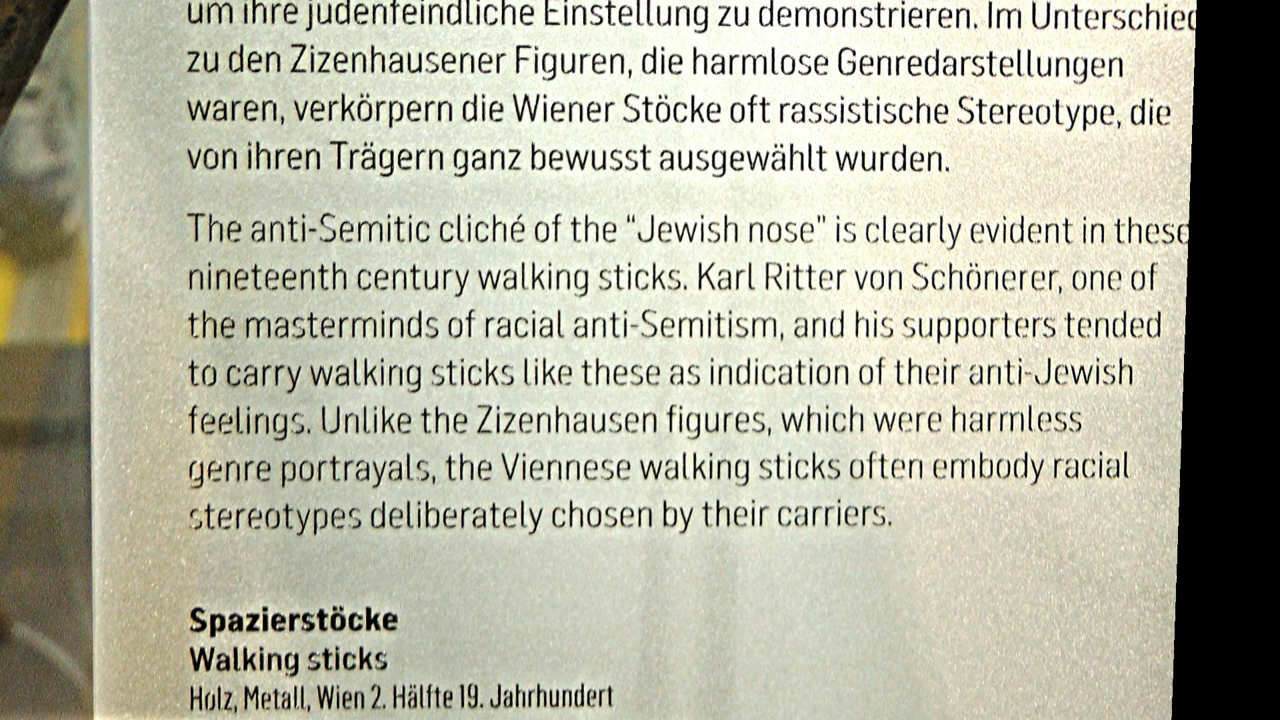 um ihre judenfeindliche Einstellung zu demonstrieren. Im Unterschied
zu den Zizenhausener Figuren, die harmlose Genredarstellungen
waren, verkörpern die Wiener Stöcke oft rassistische Stereotype, die
von ihren Trägern ganz bewusst ausgewählt wurden.
The anti-Semitic cliché of the "Jewish nose" is clearly evident in these
nineteenth century walking sticks. Karl Ritter von Schönerer, one of
the masterminds of racial anti-Semitism, and his supporters tended
to carry walking sticks like these as indication of their anti-Jewish
feelings. Unlike the Zizenhausen figures, which were harmless
genre portrayals, the Viennese walking sticks often embody racial
stereotypes deliberately chosen by their carriers.
Spazierstöcke
Walking sticks
Holz, Metall, Wien 2. Hälfte 19. Jahrhundert